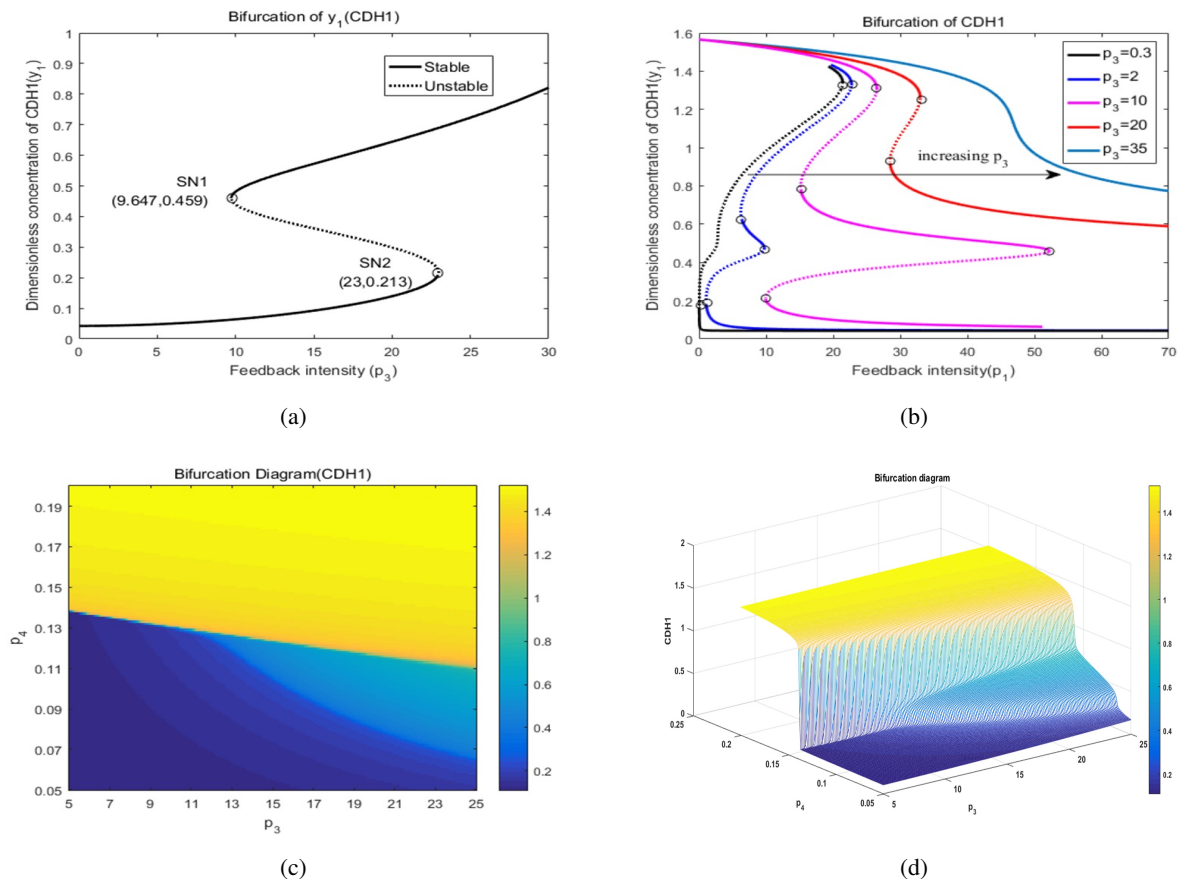 Bifurcation of y1(CDH1)
Dimensionless concentration of CDH1(y1)
1
0.9
0.8
0.7
0.6
0.5
0.4
0.3
0.2
0.1
0
Stable
Unstable
SN1
(9.647,0.459)
SN2
(23,0.213)
0 5 10 15 20 25 30
Feedback intensity (p3)
(a)
Bifurcation of CDH1
Dimensionless concentration of CDH1(y1)
1.6
1.4
1.2
1
0.8
0.6
0.4
0.2
0
p3=0.3
p3=2
p3=10
p3=20
p3=35
increasing p3
0 10 20 30 40 50 60 70
Feedback intensity(p1)
(b)
Bifurcation Diagram(CDH1)
p4
0.19
0.17
0.15
0.13
0.11
0.09
0.07
0.05
5 7 9 11 13 15 17 19 21 23 25
p3
1.4
1.2
1
0.8
0.6
0.4
0.2
(c)
Bifurcation diagram
CDH1
2
1.5
1
0.5
0
0.25
0.2
0.15
0.1
0.05
p4
5
10
15
20
25
p3
1.4
1.2
1
0.8
0.6
0.4
0.2
(d)